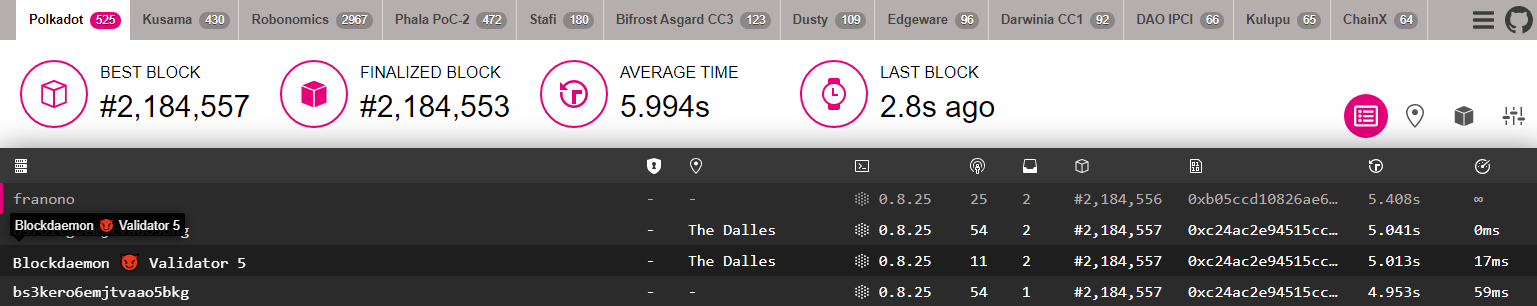 Polkadot 525 Kusama 430 Robonomics 2967 Phala PoC-2 472 Stafi 180 Bifrost Asgard CC3 123 Dusty 109 Edgeware 96 Darwinia CC1 92 DAO IPCI 66 Kulupu 65 ChainX 64
BEST BLOCK FINALIZED BLOCK AVERAGE TIME LAST BLOCK
#2,184,557 #2,184,553 5.994s 2.8s ago
franono - - 0.8.25 25 2 #2,184,556 0xb05ccd10826ae6… 5.408s ∞
Blockdaemon 👿 Validator 5
- The Dalles 0.8.25 54 2 #2,184,557 0xc24ac2e94515cc… 5.041s 0ms
Blockdaemon 👿 Validator 5 - The Dalles 0.8.25 11 2 #2,184,557 0xc24ac2e94515cc… 5.013s 17ms
bs3kero6emjtvaao5bkg - - 0.8.25 54 1 #2,184,557 0xc24ac2e94515cc… 4.953s 59ms